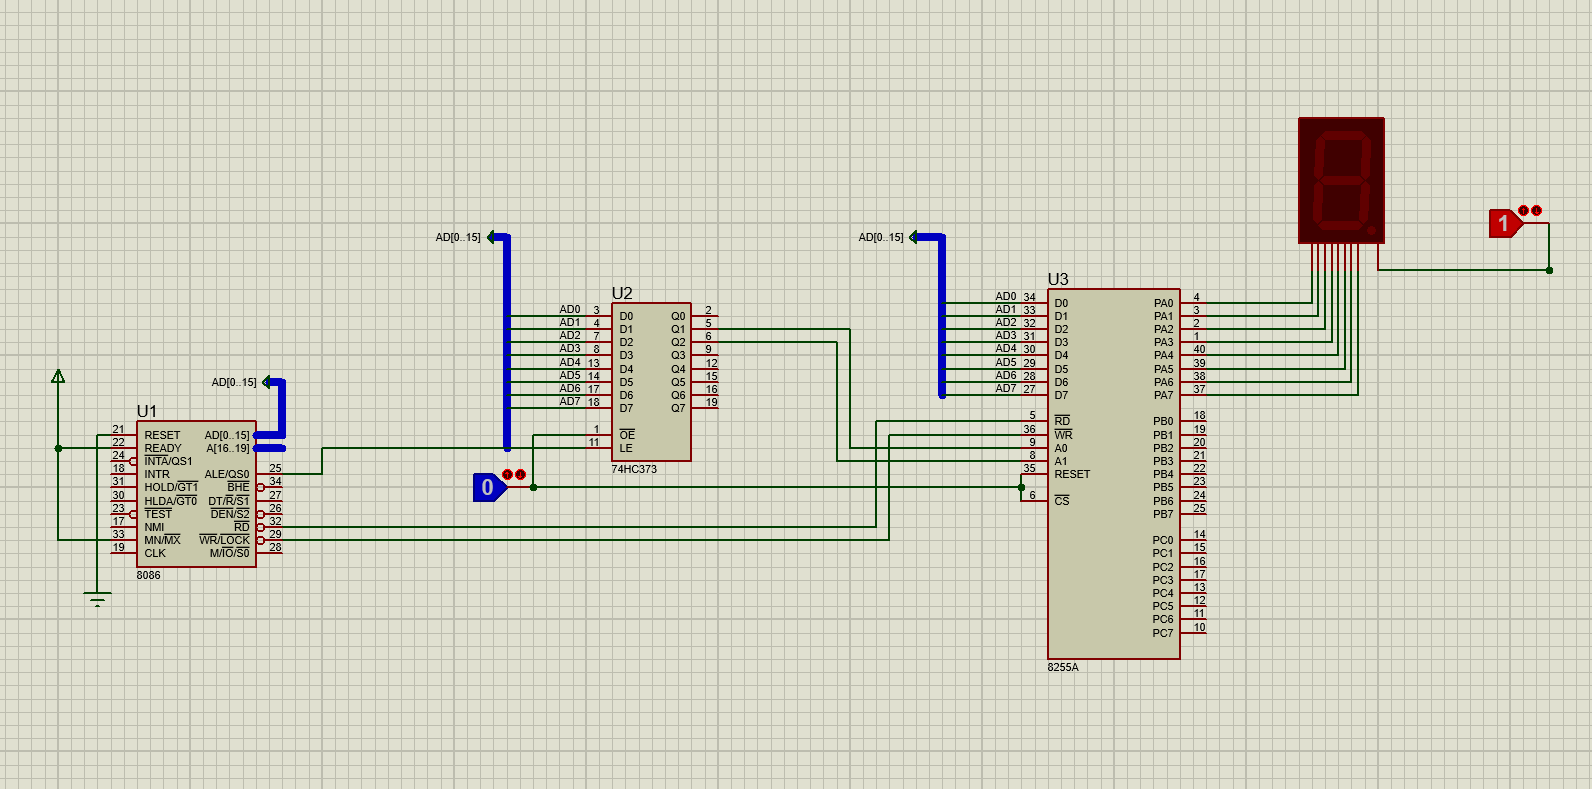 AD[0..15]
AD[0..15]
AD[0..15]
1
0
U1
21 RESET AD[0..15]
22 READY A[16..19]
24 INTA/QS1
18 INTR ALE/QS0 25
31 HOLD/GT1 BHE 34
30 HLDA/GT0 DT/R/S1 27
23 TEST DEN/S2 26
17 NMI RD 32
33 MN/MX WR/LOCK 29
19 CLK M/IO/S0 28
8086
U2
AD0 3 D0 Q0 2
AD1 4 D1 Q1 5
AD2 7 D2 Q2 6
AD3 8 D3 Q3 9
AD4 13 D4 Q4 12
AD5 14 D5 Q5 15
AD6 17 D6 Q6 16
AD7 18 D7 Q7 19
1 OE
11 LE
74HC373
U3
AD0 34 D0 PA0 4
AD1 33 D1 PA1 3
AD2 32 D2 PA2 2
AD3 31 D3 PA3 1
AD4 30 D4 PA4 40
AD5 29 D5 PA5 39
AD6 28 D6 PA6 38
AD7 27 D7 PA7 37
5 RD PB0 18
36 WR PB1 19
9 A0 PB2 20
8 A1 PB3 21
35 RESET PB4 22
PB5 23
6 CS PB6 24
PB7 25
PC0 14
PC1 15
PC2 16
PC3 17
PC4 13
PC5 12
PC6 11
PC7 10
8255A